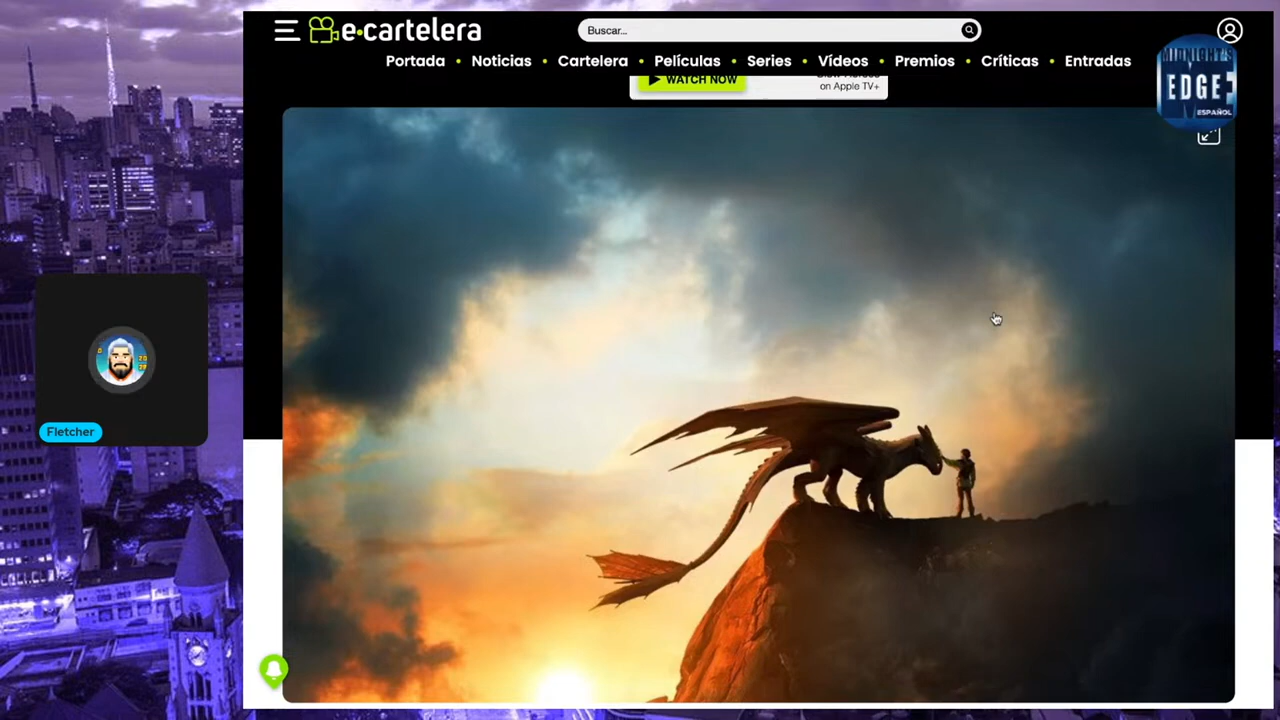 e·cartelera
Buscar...
Portada • Noticias • Cartelera • Películas • Series • Vídeos • Premios • Críticas • Entradas
MIDNIGHT'S
EDGE
ESPAÑOL
WATCH NOW
on Apple TV+
Fletcher